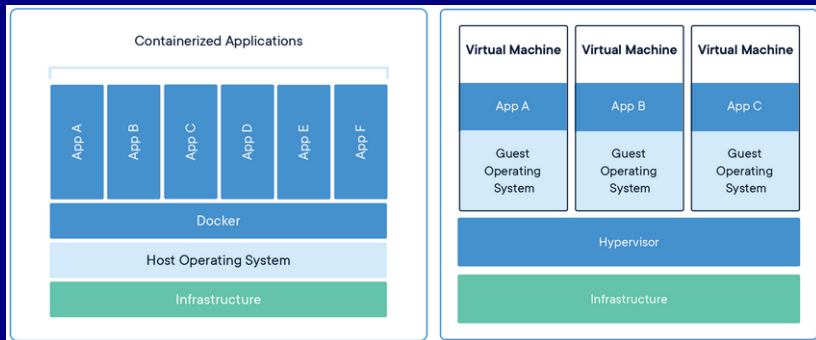 Containerized Applications
App A
App B
App C
App D
App E
App F
Docker
Host Operating System
Infrastructure
Virtual Machine
App A
Guest
Operating
System
Virtual Machine
App B
Guest
Operating
System
Virtual Machine
App C
Guest
Operating
System
Hypervisor
Infrastructure